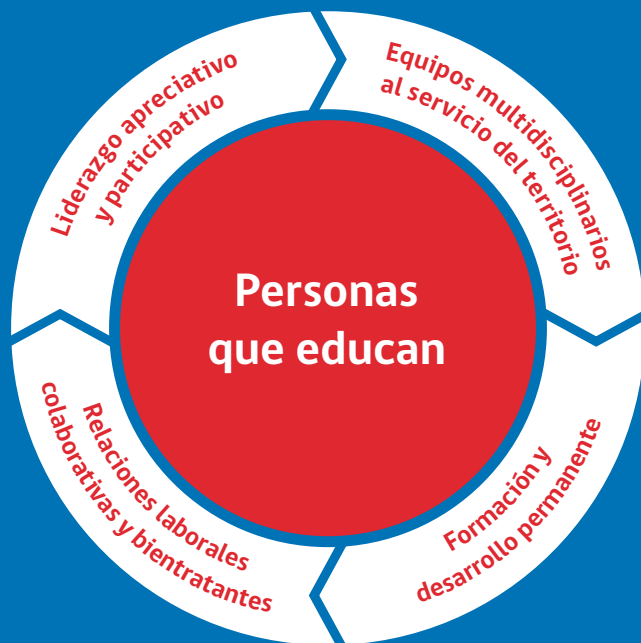 Liderazgo apreciativo
y participativo
Equipos multidisciplinarios
al servicio del territorio
Personas
que educan
Relaciones laborales
colaborativas y bientratantes
Formación y
desarrollo permanente